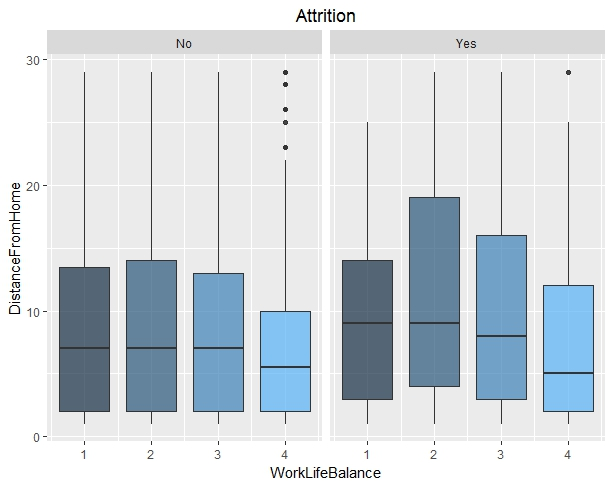 Attrition
No
Yes
30
20
10
0
DistanceFromHome
1 2 3 4
1 2 3 4
WorkLifeBalance